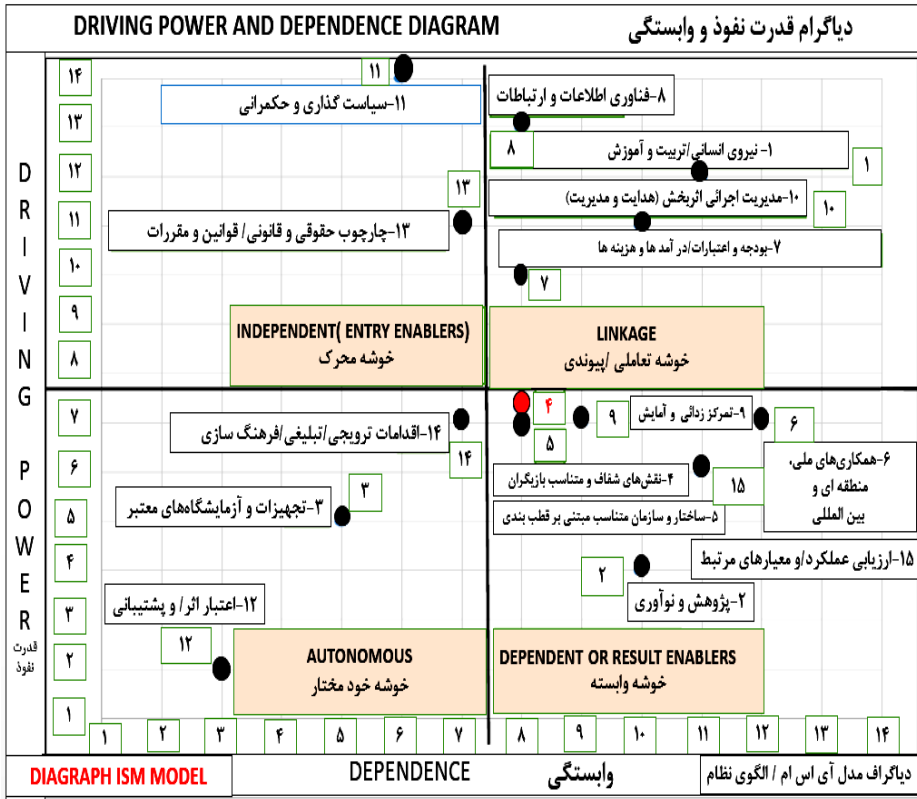 DRIVING POWER AND DEPENDENCE DIAGRAM
دیاگرام قدرت نفوذ و وابستگی
۱۴
۱۳
۱۲
۱۱
۱۰
۹
۸
۷
۶
۵
۴
۳
۲
۱
DRIVING POWER
قدرت
نفوذ
۱۱
۱۱-سیاست گذاری و حکمرانی
۱۳
۱۳-چارچوب حقوقی و قانونی/ قوانین و مقررات
INDEPENDENT( ENTRY ENABLERS)
خوشه محرک
۸-فناوری اطلاعات و ارتباطات
۸
۱- نیروی انسانی/تربیت و آموزش
۱
۱۰-مدیریت اجرائی اثربخش (هدایت و مدیریت)
۱۰
۷-بودجه و اعتبارات/در آمد ها و هزینه ها
۷
LINKAGE
خوشه تعاملی /پیوندی
۱۴-اقدامات ترویجی/تبلیغی/فرهنگ سازی
۱۴
۳
۳-تجهیزات و آزمایشگاه‌های معتبر
۱۲-اعتبار اثر/ و پشتیبانی
۱۲
AUTONOMOUS
خوشه خود مختار
۴
۵
۹
۹-تمرکز زدائی و آمایش
۶
۶-همکاری‌های ملی،
منطقه ای و
بین المللی
۴-نقش‌های شفاف و متناسب بازیگران
۱۵
۵-ساختار و سازمان متناسب مبتنی بر قطب بندی
۱۵-ارزیابی عملکرد/و معیارهای مرتبط
۲
۲-پژوهش و نوآوری
DEPENDENT OR RESULT ENABLERS
خوشه وابسته
۱ ۲ ۳ ۴ ۵ ۶ ۷ ۸ ۹ ۱۰ ۱۱ ۱۲ ۱۳ ۱۴
DIAGRAPH ISM MODEL
DEPENDENCE
وابستگی
دیاگراف مدل آی اس ام / الگوی نظام